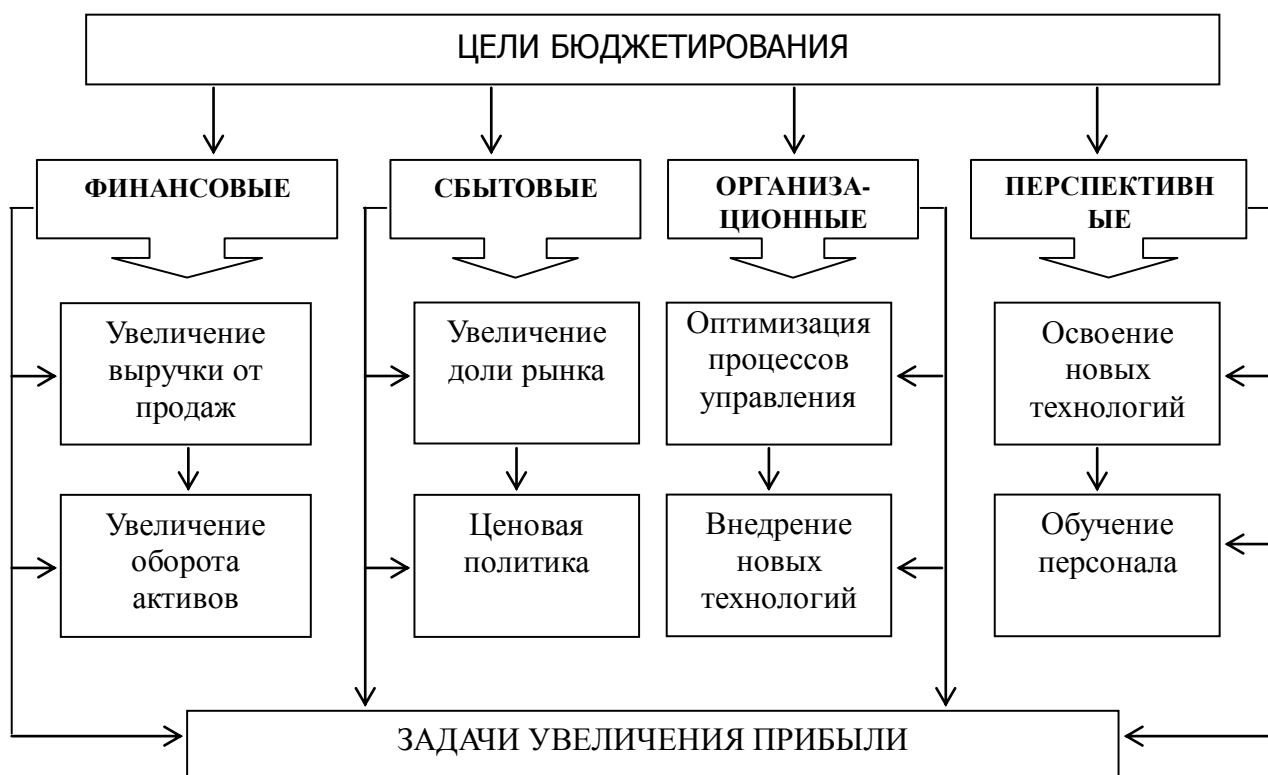 ЦЕЛИ БЮДЖЕТИРОВАНИЯ
ФИНАНСОВЫЕ
СБЫТОВЫЕ
ОРГАНИЗА-
ЦИОННЫЕ
ПЕРСПЕКТИВН
ЫЕ
Увеличение
выручки от
продаж
Увеличение
доли рынка
Оптимизация
процессов
управления
Освоение
новых
технологий
Увеличение
оборота
активов
Ценовая
политика
Внедрение
новых
технологий
Обучение
персонала
ЗАДАЧИ УВЕЛИЧЕНИЯ ПРИБЫЛИ